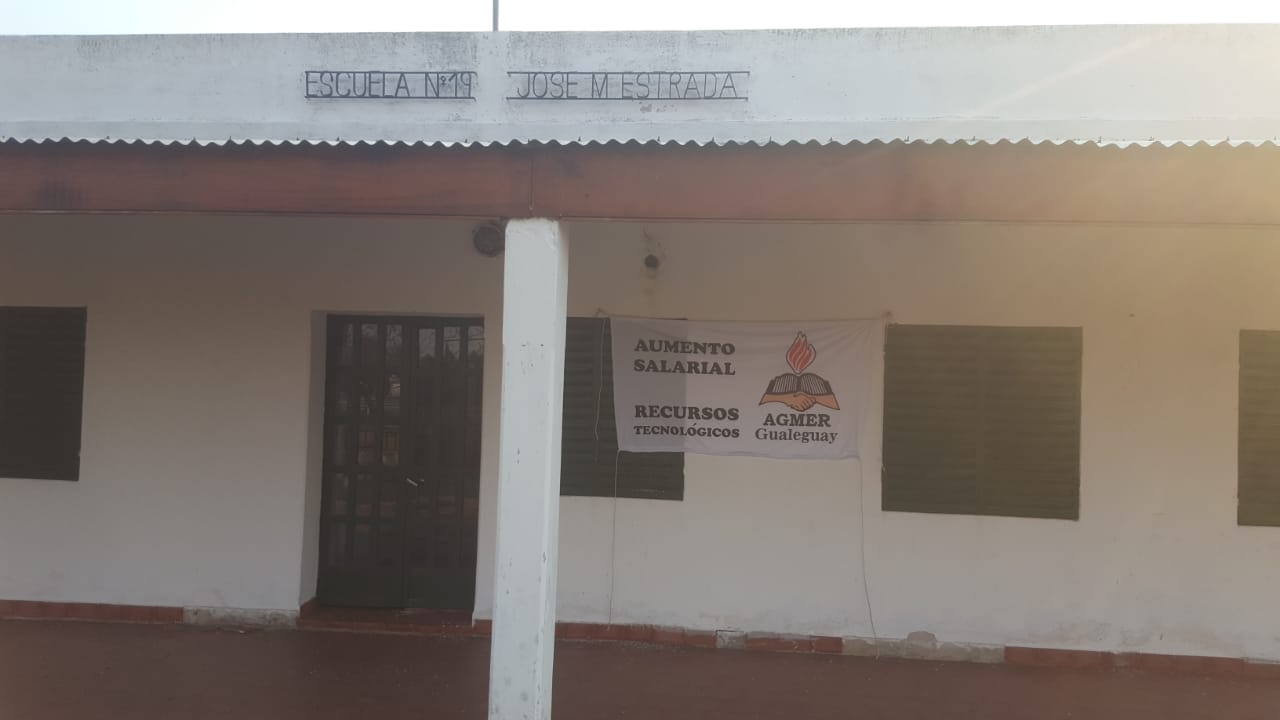 ESCUELA Nº19 JOSE M ESTRADA
AUMENTO
SALARIAL
RECURSOS
TECNOLÓGICOS
AGMER
Gualeguay